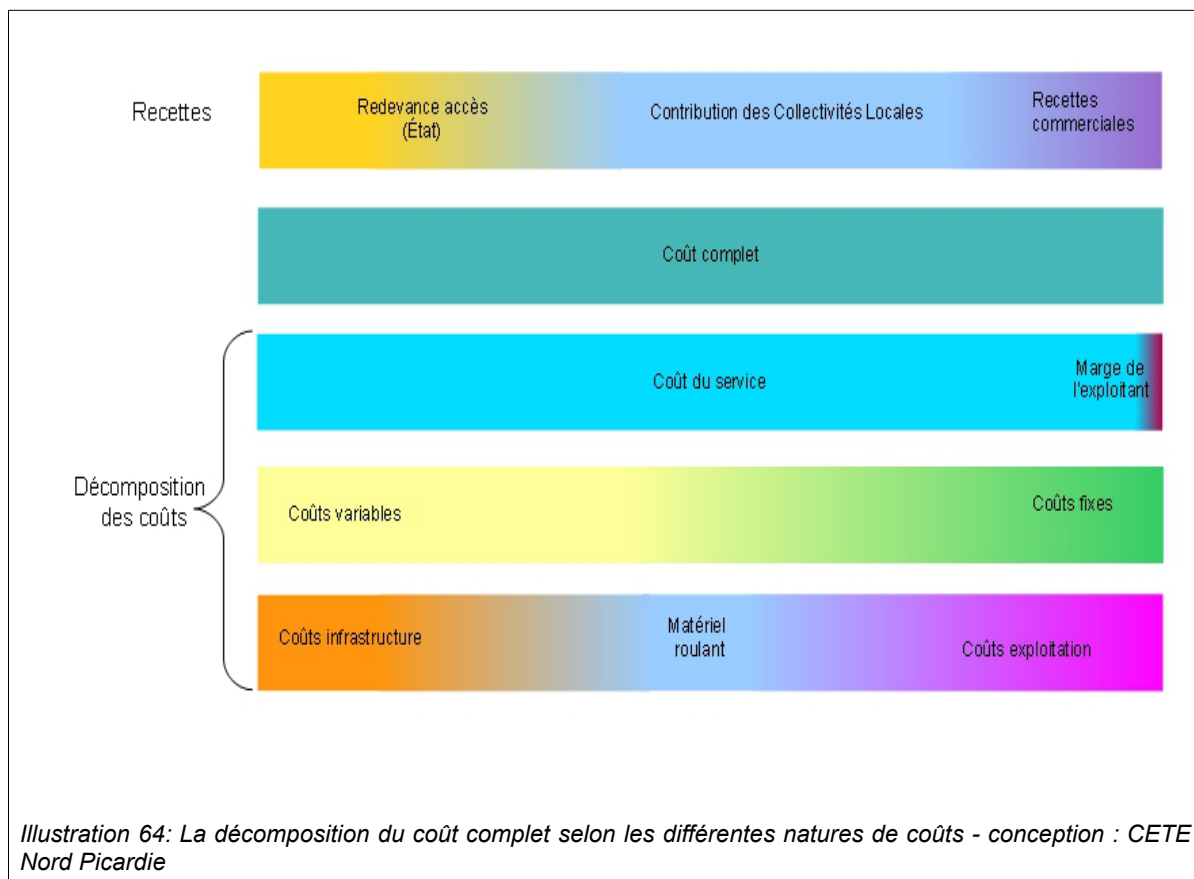 Recettes
Redevance accès
(État)
Contribution des Collectivités Locales
Recettes
commerciales
Coût complet
Coût du service
Marge de
l'exploitant
Décomposition
des coûts
Coûts variables
Coûts fixes
Coûts infrastructure
Matériel
roulant
Coûts exploitation
Illustration 64: La décomposition du coût complet selon les différentes natures de coûts - conception : CETE
Nord Picardie